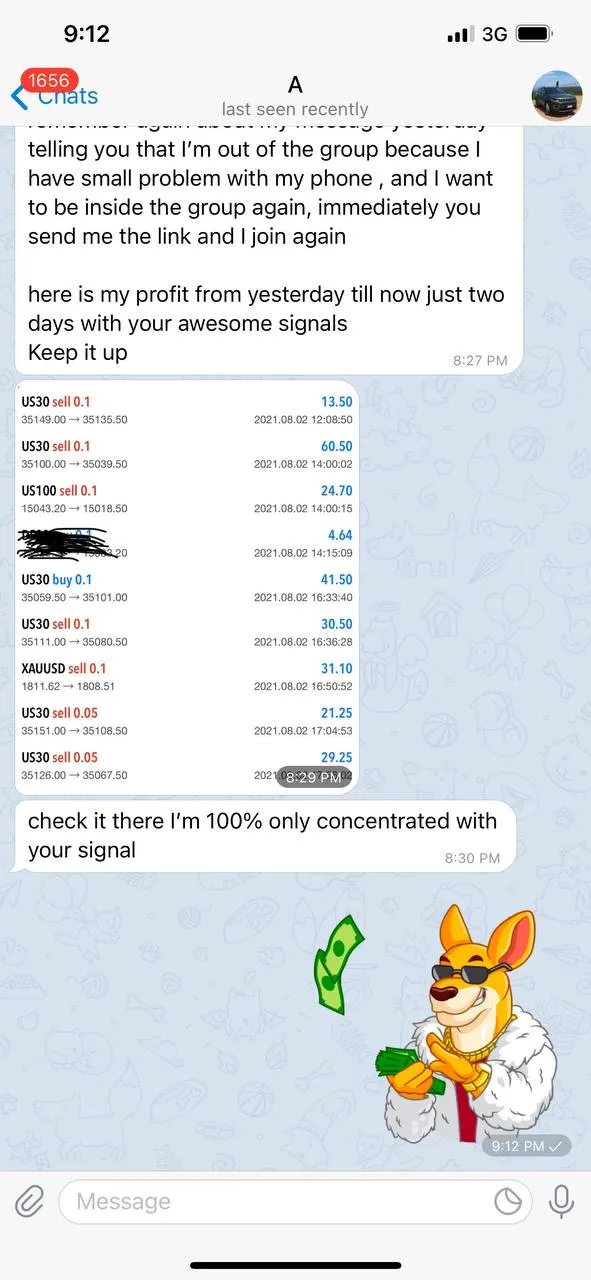 9:12
3G
1656
Chats
A
last seen recently
remember again about my message yesterday
telling you that I'm out of the group because I
have small problem with my phone , and I want
to be inside the group again, immediately you
send me the link and I join again
here is my profit from yesterday till now just two
days with your awesome signals
Keep it up
8:27 PM
US30 sell 0.1 13.50
35149.00 → 35135.50 2021.08.02 12:08:50
US30 sell 0.1 60.50
35100.00 → 35039.50 2021.08.02 14:00:02
US100 sell 0.1 24.70
15043.20 → 15018.50 2021.08.02 14:00:15
4.64
2021.08.02 14:15:09
US30 buy 0.1 41.50
35059.50 → 35101.00 2021.08.02 16:33:40
US30 sell 0.1 30.50
35111.00 → 35080.50 2021.08.02 16:36:28
XAUUSD sell 0.1 31.10
1811.62 → 1808.51 2021.08.02 16:50:52
US30 sell 0.05 21.25
35151.00 → 35108.50 2021.08.02 17:04:53
US30 sell 0.05 29.25
35126.00 → 35067.50
8:29 PM
check it there I'm 100% only concentrated with
your signal
8:30 PM
9:12 PM
Message